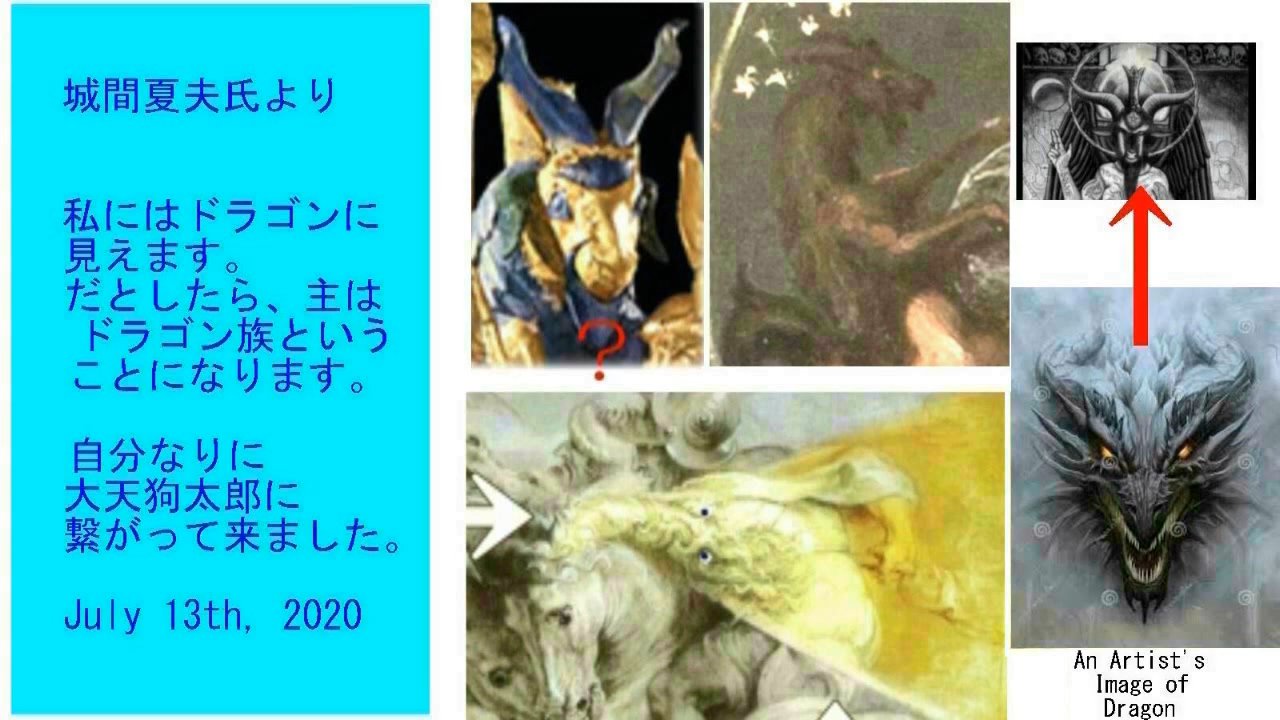 城間夏夫氏より
私にはドラゴンに
見えます。
だとしたら、主は
ドラゴン族という
ことになります。
自分なりに
大天狗太郎に
繋がって来ました。
July 13th, 2020
?
An Artist's
Image of
Dragon